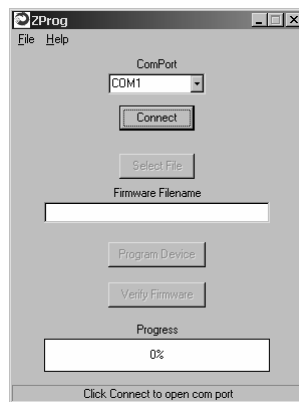 ZProg
File Help
ComPort
COM1
Connect
Select File
Firmware Filename
Program Device
Verify Firmware
Progress
0%
Click Connect to open com port